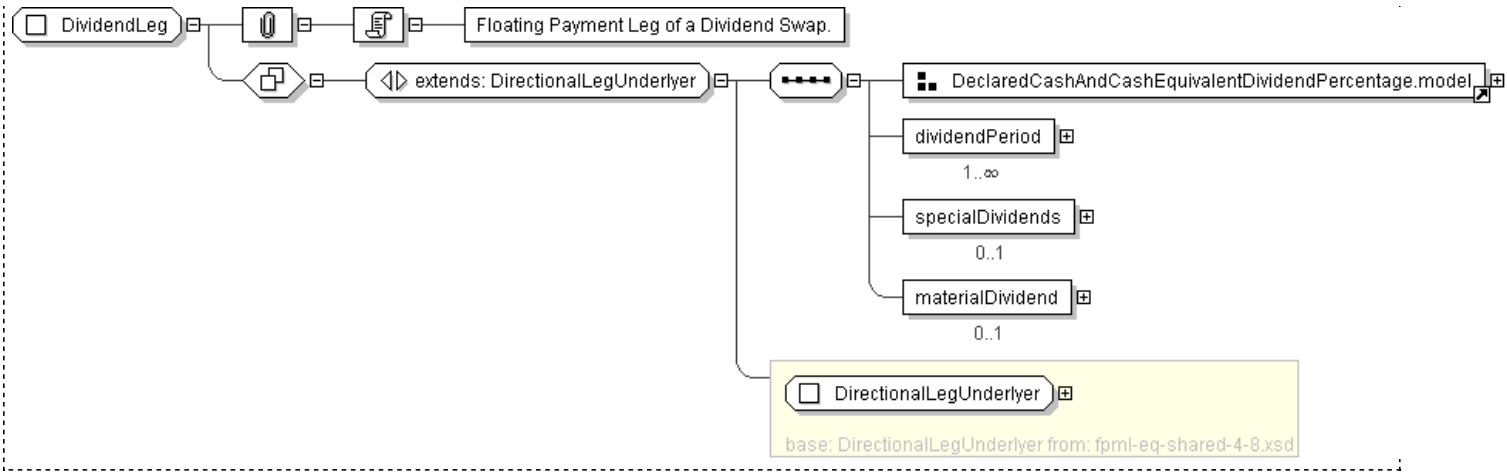 DividendLeg
Floating Payment Leg of a Dividend Swap.
extends: DirectionalLegUnderlyer
DeclaredCashAndCashEquivalentDividendPercentage.model
dividendPeriod
1..∞
specialDividends
0..1
materialDividend
0..1
DirectionalLegUnderlyer
base: DirectionalLegUnderlyer from: fpml-eq-shared-4-8.xsd